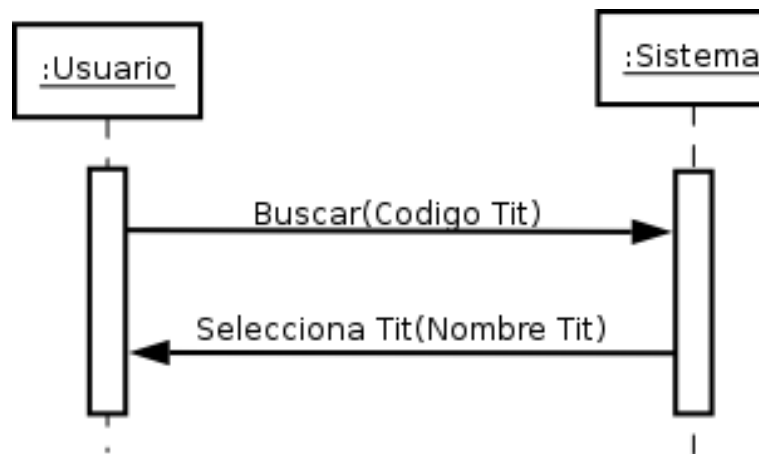 :Usuario
:Sistema
Buscar(Codigo Tit)
Selecciona Tit(Nombre Tit)